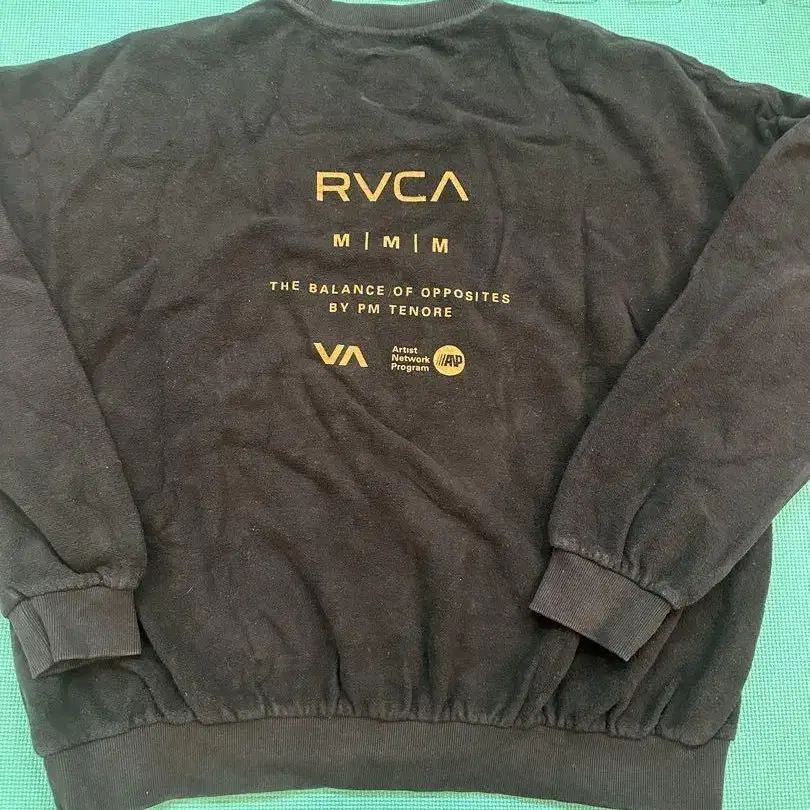 RVCA
M | M | M
THE BALANCE OF OPPOSITES
BY PM TENORE
VA
Artist
Network
Program
ANP